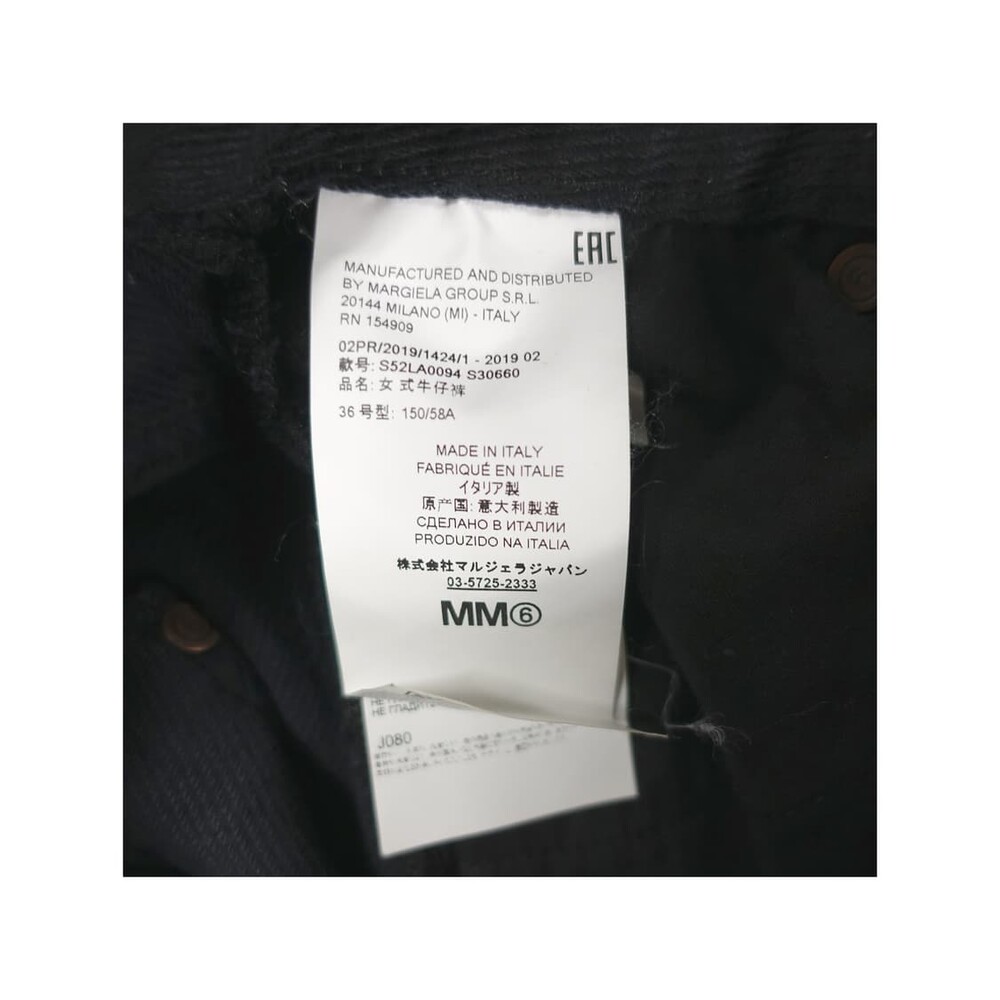 EAC
MANUFACTURED AND DISTRIBUTED
BY MARGIELA GROUP S.R.L.
20144 MILANO (MI) - ITALY
RN 154909
02PR/2019/1424/1 - 2019 02
款号: S52LA0094 S30660
品名: 女式牛仔裤
36 号型: 150/58A
MADE IN ITALY
FABRIQUÉ EN ITALIE
イタリア製
原产国: 意大利製造
СДЕЛАНО В ИТАЛИИ
PRODUZIDO NA ITALIA
株式会社マルジェラジャパン
03-5725-2333
MM⑥
НЕ
J080